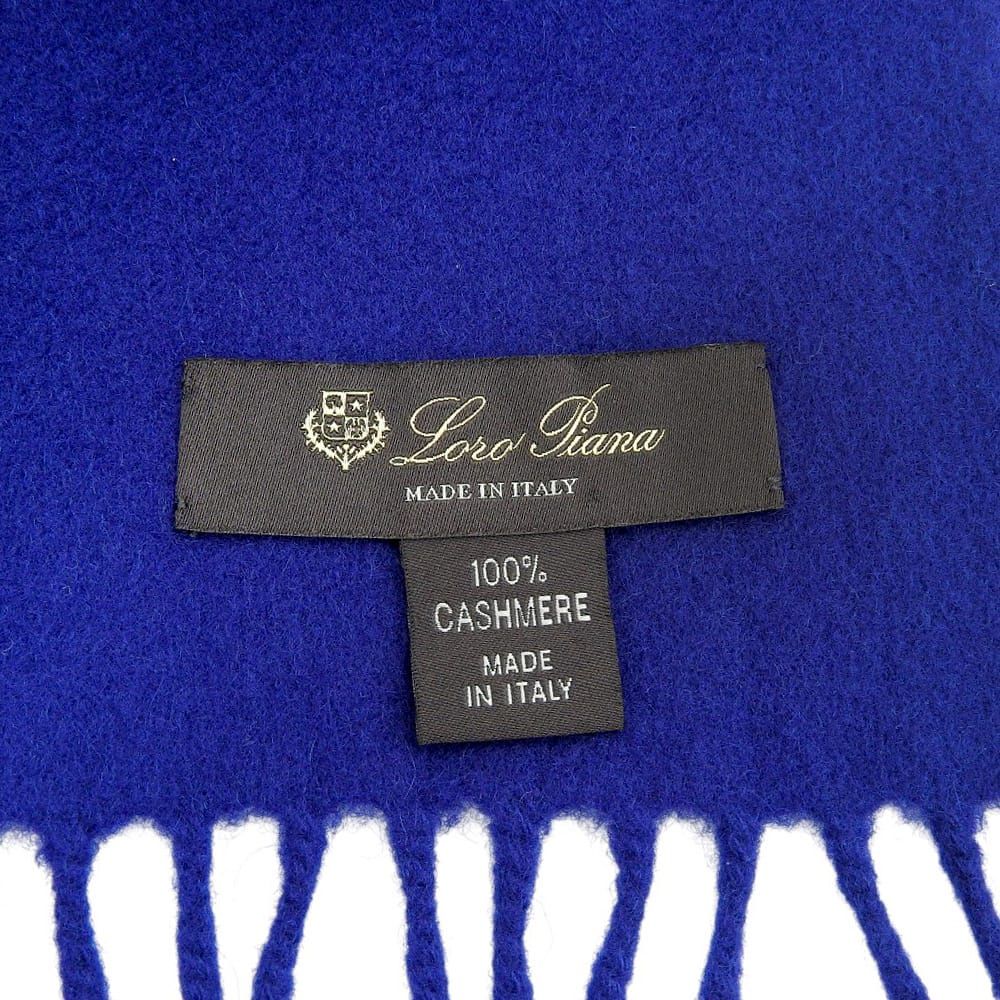 Loro Piana
MADE IN ITALY
100%
CASHMERE
MADE
IN ITALY